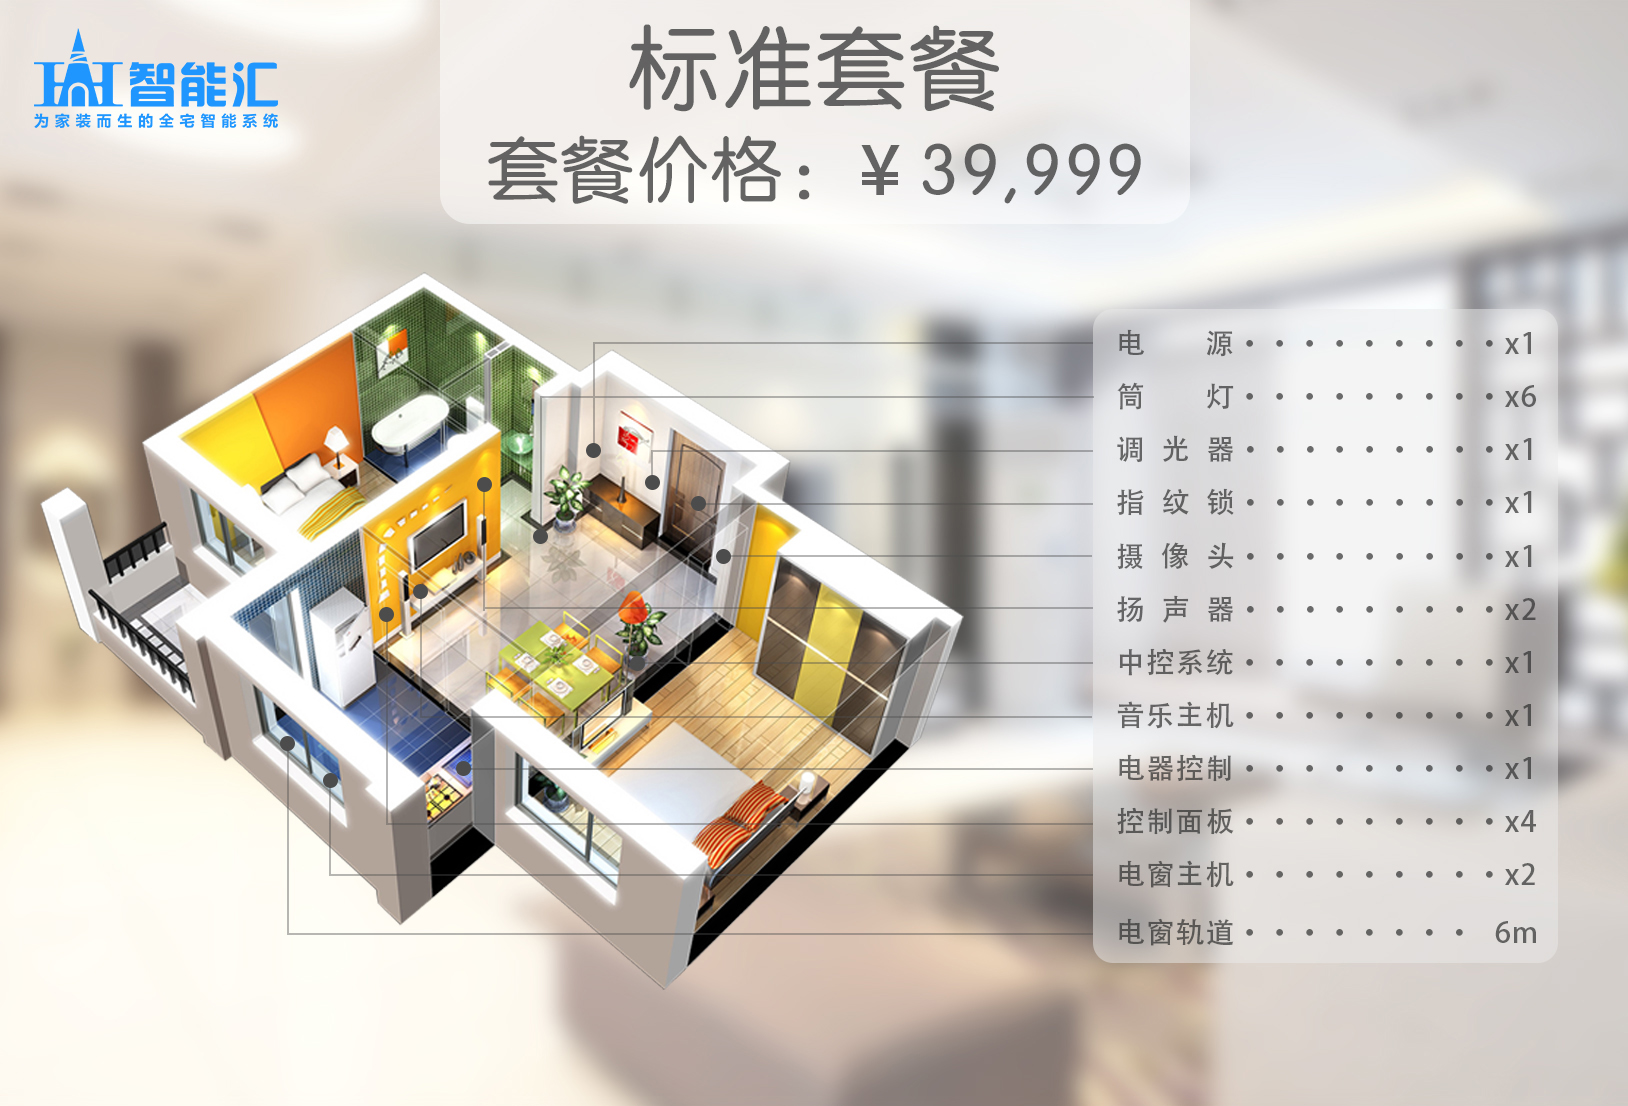 智能汇
为家装而生的全宅智能系统
标准套餐
套餐价格：￥39,999
电源 · · · · · · · · · x1
筒灯 · · · · · · · · · x6
调光器 · · · · · · · · · x1
指纹锁 · · · · · · · · · x1
摄像头 · · · · · · · · · x1
扬声器 · · · · · · · · · x2
中控系统 · · · · · · · · · x1
音乐主机 · · · · · · · · · x1
电器控制 · · · · · · · · · x1
控制面板 · · · · · · · · · x4
电窗主机 · · · · · · · · · x2
电窗轨道 · · · · · · · · 6m